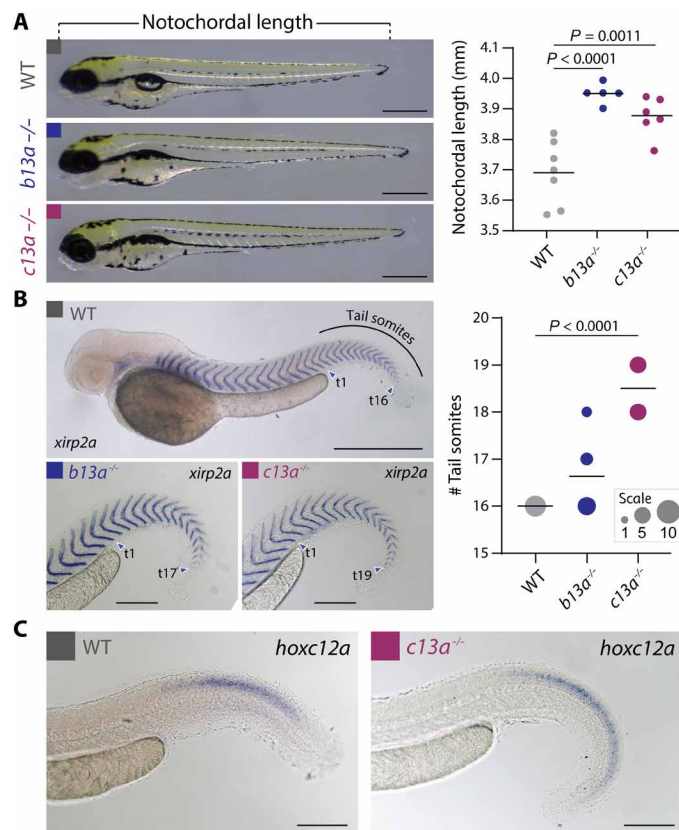 A
Notochordal length
WT
b13a−/−
c13a−/−
P = 0.0011
P < 0.0001
Notochordal length (mm)
4.1
4.0
3.9
3.8
3.7
3.6
3.5
WT
b13a-/-
c13a-/-
B
WT
Tail somites
t1
t16
xirp2a
b13a-/-
xirp2a
t1
t17
c13a-/-
xirp2a
t1
t19
P < 0.0001
# Tail somites
20
19
18
17
16
15
Scale
1 5 10
WT
b13a-/-
c13a-/-
C
WT
hoxc12a
c13a-/-
hoxc12a